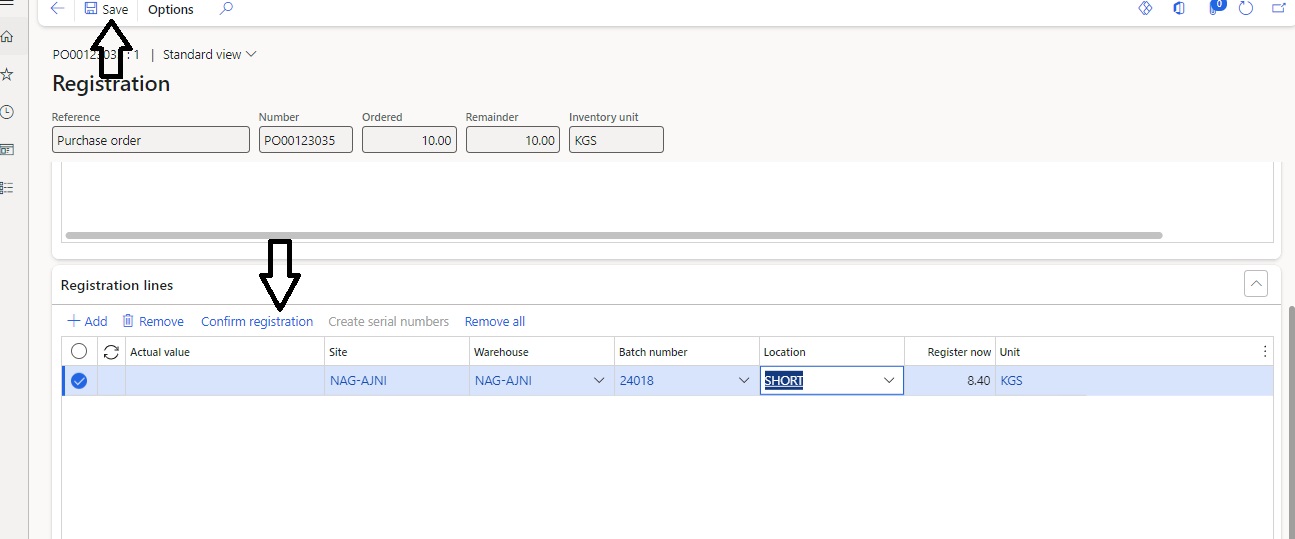 Save Options 0
PO0012303 : 1 | Standard view
Registration
Reference Number Ordered Remainder Inventory unit
Purchase order PO00123035 10.00 10.00 KGS
Registration lines
+ Add Remove Confirm registration Create serial numbers Remove all
Actual value Site Warehouse Batch number Location Register now Unit
NAG-AJNI NAG-AJNI 24018 SHORT 8.40 KGS